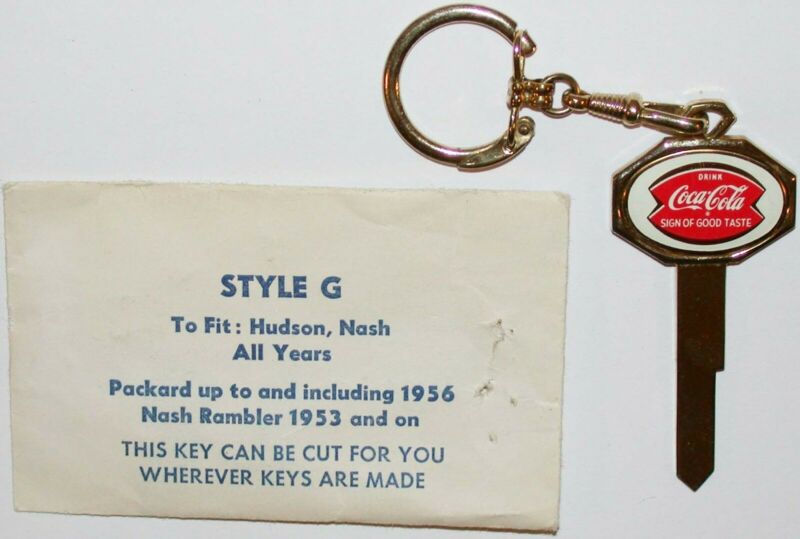 STYLE G
To Fit: Hudson, Nash
All Years
Packard up to and including 1956
Nash Rambler 1953 and on
THIS KEY CAN BE CUT FOR YOU
WHEREVER KEYS ARE MADE
DRINK
Coca-Cola
®
SIGN OF GOOD TASTE